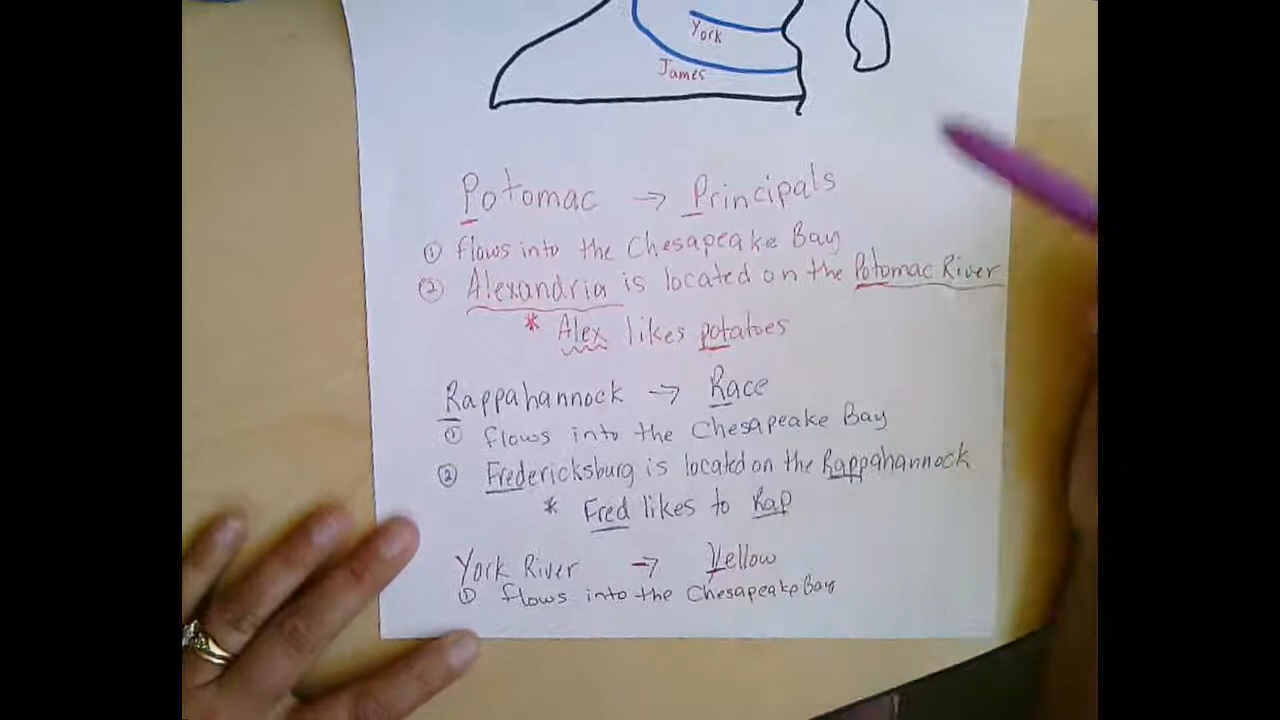 York
James
Potomac → Principals
① flows into the Chesapeake Bay
② Alexandria is located on the Potomac River
* Alex likes potatoes
Rappahannock → Race
① flows into the Chesapeake Bay
② Fredericksburg is located on the Rappahannock
* Fred likes to Rap
York River → Yellow
① flows into the Chesapeake Bay